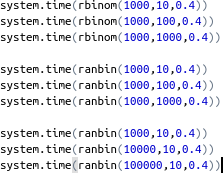 system.time(rbinom(1000,10,0.4))
system.time(rbinom(1000,100,0.4))
system.time(rbinom(1000,1000,0.4))
system.time(ranbin(1000,10,0.4))
system.time(ranbin(1000,100,0.4))
system.time(ranbin(1000,1000,0.4))
system.time(ranbin(1000,10,0.4))
system.time(ranbin(10000,10,0.4))
system.time(ranbin(100000,10,0.4))